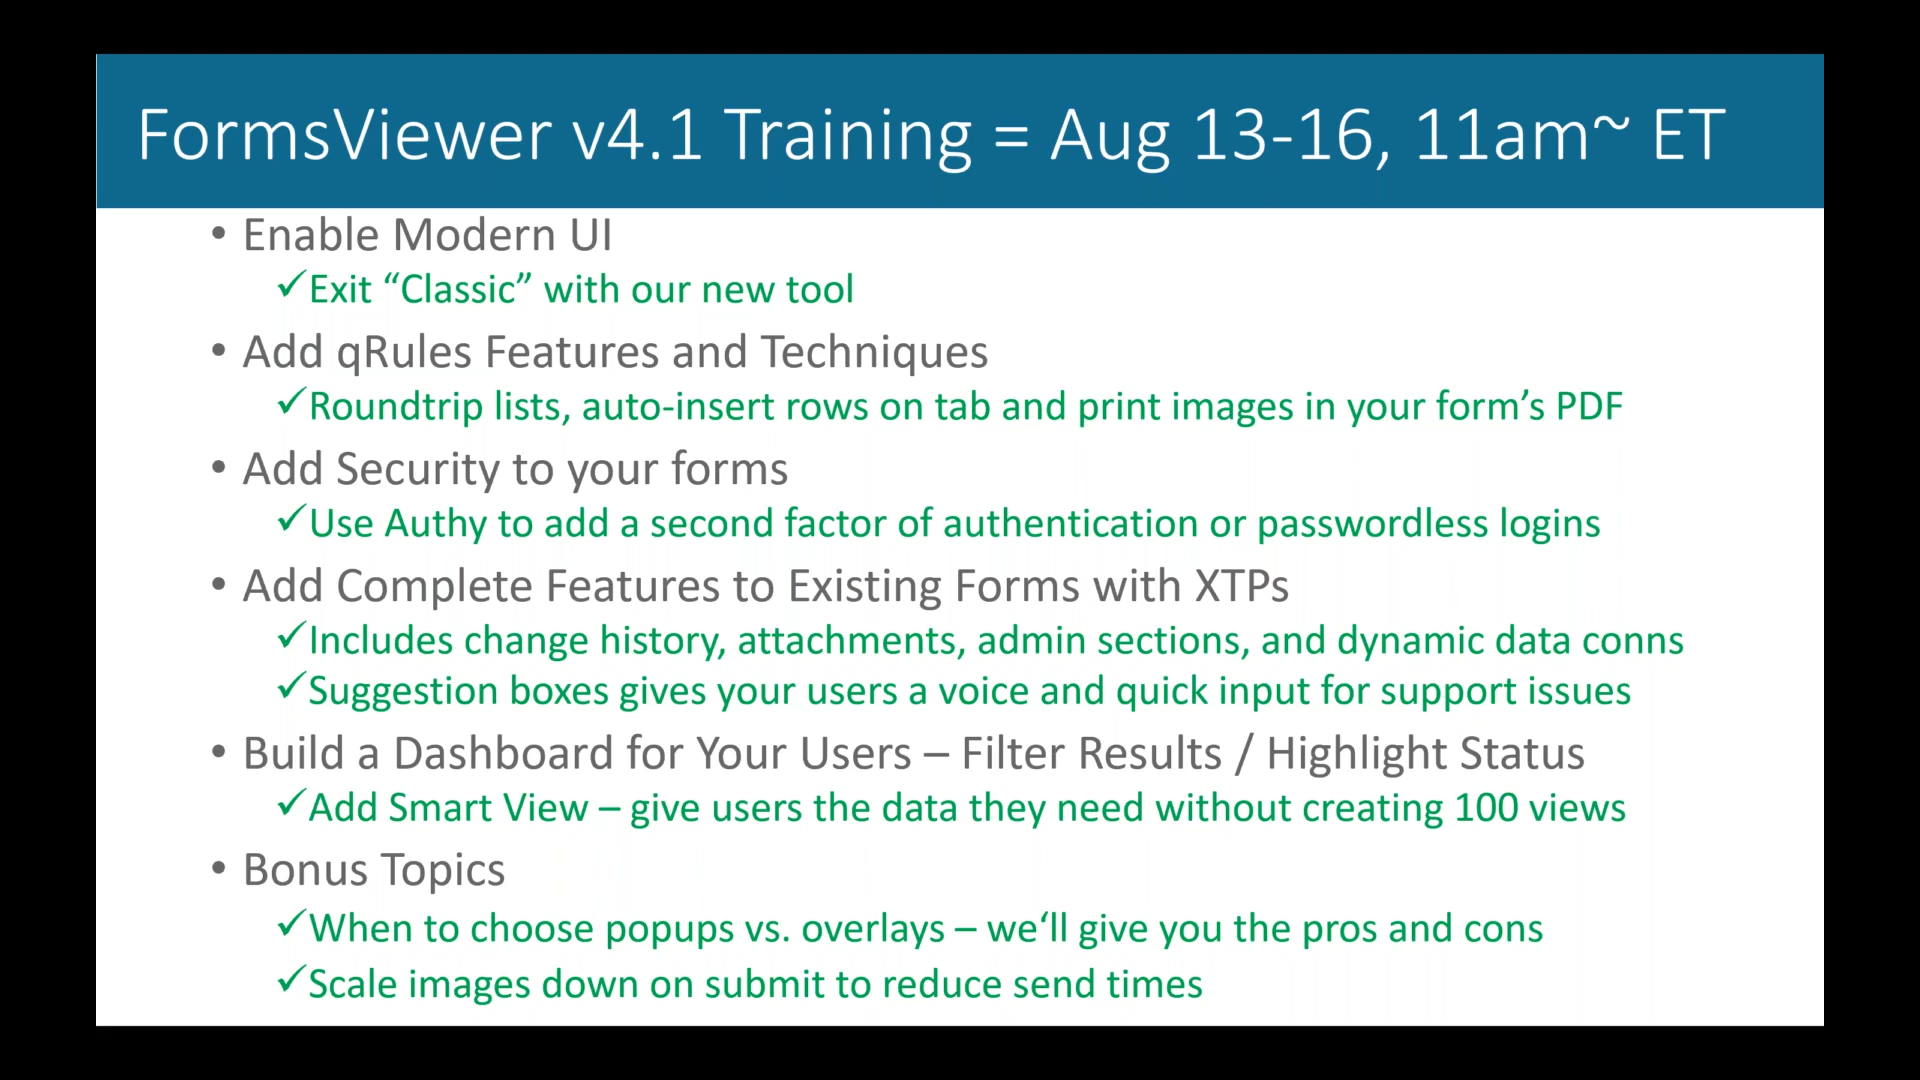 FormsViewer v4.1 Training = Aug 13-16, 11am~ ET
• Enable Modern UI
✓Exit “Classic” with our new tool
• Add qRules Features and Techniques
✓Roundtrip lists, auto-insert rows on tab and print images in your form’s PDF
• Add Security to your forms
✓Use Authy to add a second factor of authentication or passwordless logins
• Add Complete Features to Existing Forms with XTPs
✓Includes change history, attachments, admin sections, and dynamic data conns
✓Suggestion boxes gives your users a voice and quick input for support issues
• Build a Dashboard for Your Users – Filter Results / Highlight Status
✓Add Smart View – give users the data they need without creating 100 views
• Bonus Topics
✓When to choose popups vs. overlays – we‘ll give you the pros and cons
✓Scale images down on submit to reduce send times